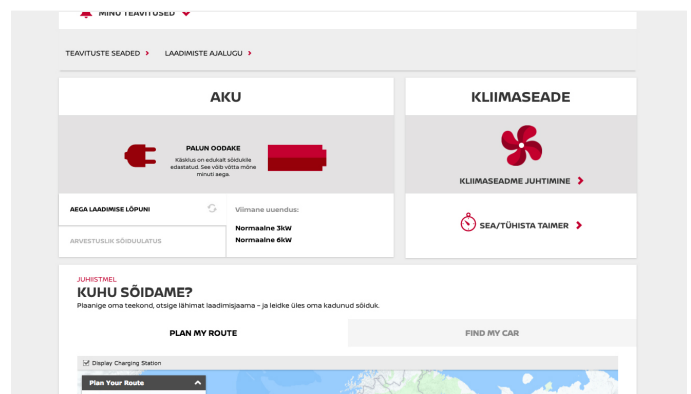 MINU TEAVITUSED
TEAVITUSTE SEADED
LAADIMISTE AJALUGU
AKU
PALUN OODAKE
Käsklus on edukalt sõidukile
edastatud. See võib võtta mõne
minuti aega.
AEGA LAADIMISE LÕPUNI
ARVESTUSLIK SÕIDUULATUS
Viimane uuendus:
Normaalne 3kW
Normaalne 6kW
KLIIMASEADE
KLIIMASEADME JUHTIMINE
SEA/TÜHISTA TAIMER
JUHIISTMEL
KUHU SÕIDAME?
Plaanige oma teekond, otsige lähimat laadimisjaama – ja leidke üles oma kadunud sõiduk.
PLAN MY ROUTE
FIND MY CAR
Display Charging Station
Plan Your Route